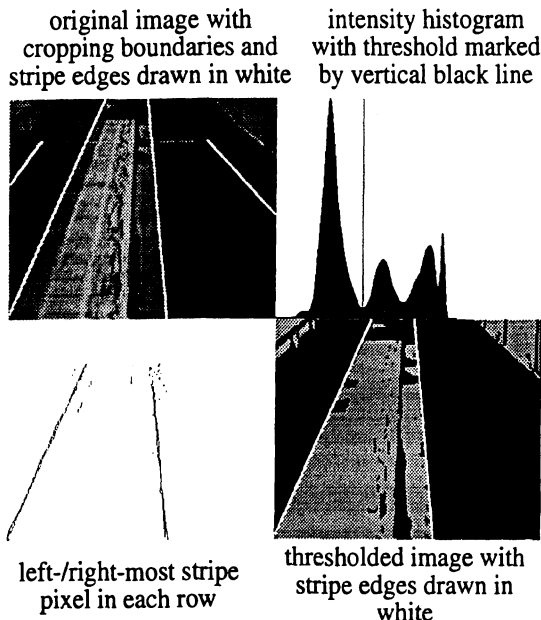 original image with
cropping boundaries and
stripe edges drawn in white
intensity histogram
with threshold marked
by vertical black line
left-/right-most stripe
pixel in each row
thresholded image with
stripe edges drawn in
white